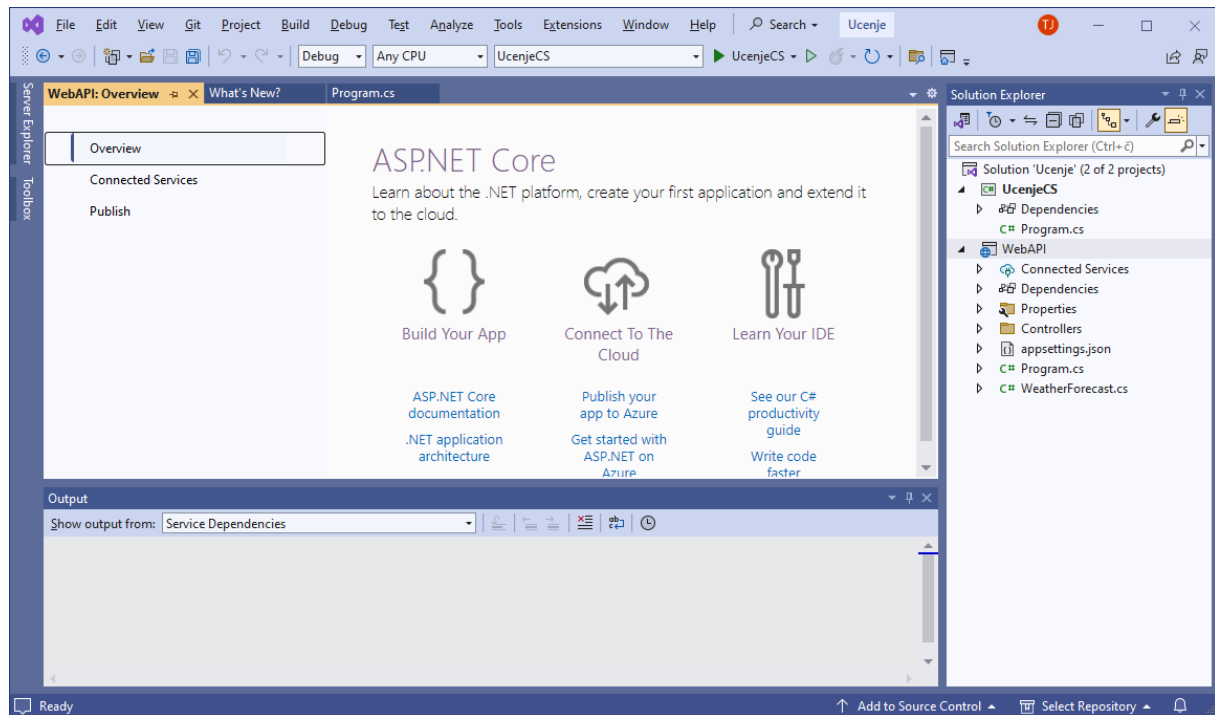 File Edit View Git Project Build Debug Test Analyze Tools Extensions Window Help Search Ucenje TJ
Debug Any CPU UcenjeCS UcenjeCS
Server Explorer
Toolbox
WebAPI: Overview What's New? Program.cs
Overview
Connected Services
Publish
ASP.NET Core
Learn about the .NET platform, create your first application and extend it
to the cloud.
Build Your App
ASP.NET Core
documentation
.NET application
architecture
Connect To The
Cloud
Publish your
app to Azure
Get started with
ASP.NET on
Azure
Learn Your IDE
See our C#
productivity
guide
Write code
faster
Output
Show output from: Service Dependencies
Solution Explorer
Search Solution Explorer (Ctrl+č)
Solution 'Ucenje' (2 of 2 projects)
UcenjeCS
Dependencies
C# Program.cs
WebAPI
Connected Services
Dependencies
Properties
Controllers
appsettings.json
C# Program.cs
C# WeatherForecast.cs
Ready Add to Source Control Select Repository